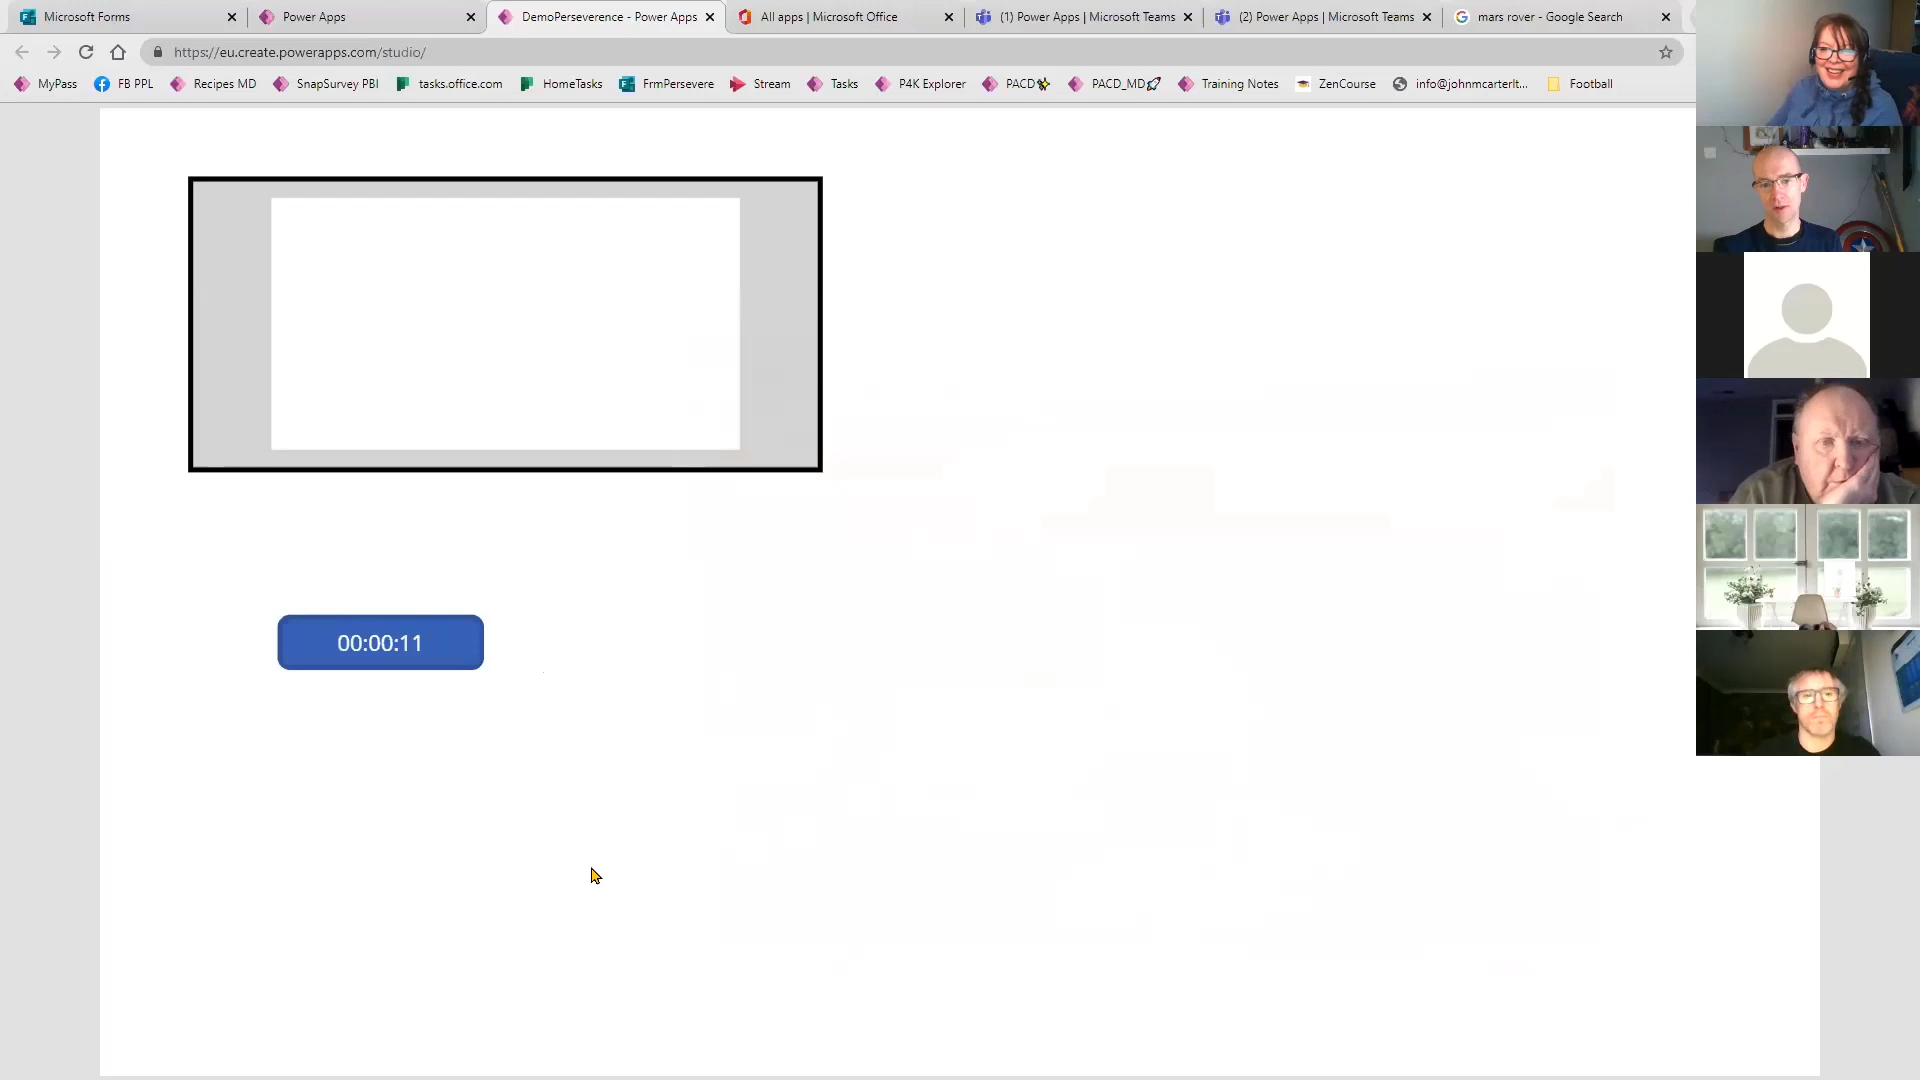 Microsoft Forms
Power Apps
DemoPerseverence - Power Apps
All apps | Microsoft Office
(1) Power Apps | Microsoft Teams
(2) Power Apps | Microsoft Teams
mars rover - Google Search
https://eu.create.powerapps.com/studio/
MyPass
FB PPL
Recipes MD
SnapSurvey PBI
tasks.office.com
HomeTasks
FrmPersevere
Stream
Tasks
P4K Explorer
PACD✨
PACD_MD🚀
Training Notes
ZenCourse
info@johnmcarterlt...
Football
00:00:11